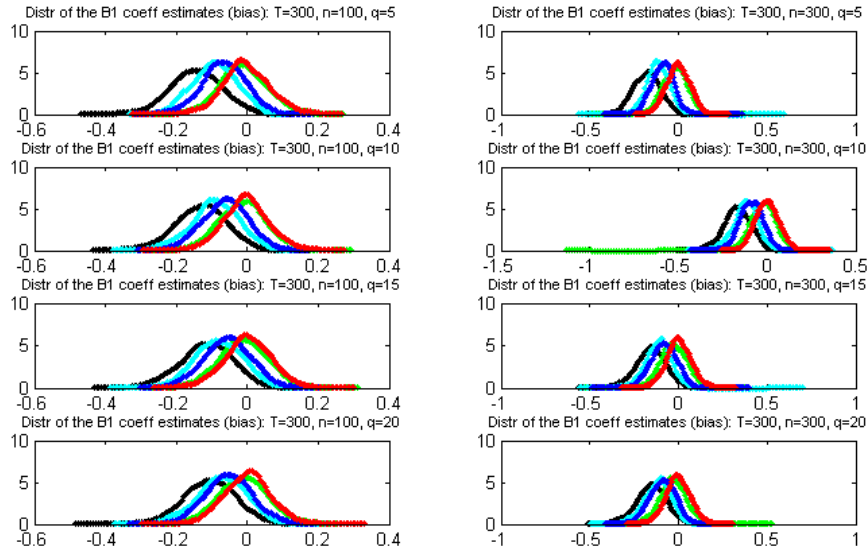 Distr of the B1 coeff estimates (bias): T=300, n=100, q=5
10
5
0
-0.6 -0.4 -0.2 0 0.2 0.4
Distr of the B1 coeff estimates (bias): T=300, n=100, q=10
10
5
0
-0.6 -0.4 -0.2 0 0.2 0.4
Distr of the B1 coeff estimates (bias): T=300, n=100, q=15
10
5
0
-0.6 -0.4 -0.2 0 0.2 0.4
Distr of the B1 coeff estimates (bias): T=300, n=100, q=20
10
5
0
-0.6 -0.4 -0.2 0 0.2 0.4
Distr of the B1 coeff estimates (bias): T=300, n=300, q=5
10
5
0
-1 -0.5 0 0.5 1
Distr of the B1 coeff estimates (bias): T=300, n=300, q=10
10
5
0
-1.5 -1 -0.5 0 0.5
Distr of the B1 coeff estimates (bias): T=300, n=300, q=15
10
5
0
-1 -0.5 0 0.5 1
Distr of the B1 coeff estimates (bias): T=300, n=300, q=20
10
5
0
-1 -0.5 0 0.5 1